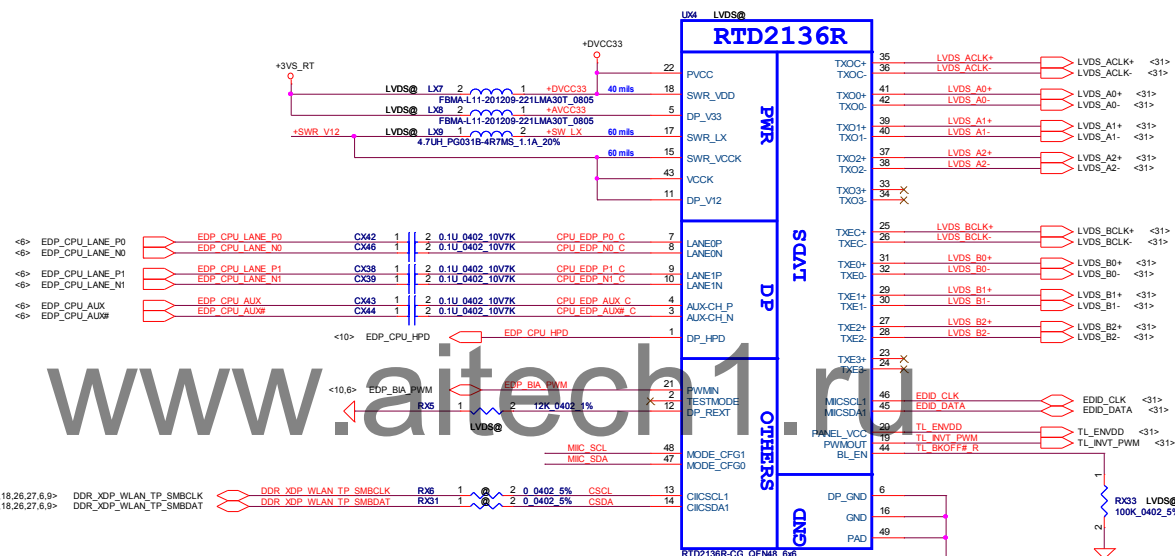 UX4 LVDS@
RTD2136R
+DVCC33
+3VS_RT
22 PVCC
LVDS@ LX7 2 1 +DVCC33 40 mils 18 SWR_VDD
FBMA-L11-201209-221LMA30T_0805
LVDS@ LX8 2 1 +AVCC33 5 DP_V33
FBMA-L11-201209-221LMA30T_0805
+SWR_V12 LVDS@ LX9 1 2 +SW_LX 60 mils 17 SWR_LX
4.7UH_PG031B-4R7MS_1.1A_20%
60 mils 15 SWR_VCCK
43 VCCK
11 DP_V12
PWR
<6> EDP_CPU_LANE_P0 EDP_CPU_LANE_P0 CX42 1 2 0.1U_0402_10V7K CPU_EDP_P0_C 7 LANE0P
<6> EDP_CPU_LANE_N0 EDP_CPU_LANE_N0 CX46 1 2 0.1U_0402_10V7K CPU_EDP_N0_C 8 LANE0N
<6> EDP_CPU_LANE_P1 EDP_CPU_LANE_P1 CX38 1 2 0.1U_0402_10V7K CPU_EDP_P1_C 9 LANE1P
<6> EDP_CPU_LANE_N1 EDP_CPU_LANE_N1 CX39 1 2 0.1U_0402_10V7K CPU_EDP_N1_C 10 LANE1N
<6> EDP_CPU_AUX EDP_CPU_AUX CX43 1 2 0.1U_0402_10V7K CPU_EDP_AUX_C 4 AUX-CH_P
<6> EDP_CPU_AUX# EDP_CPU_AUX# CX44 1 2 0.1U_0402_10V7K CPU_EDP_AUX#_C 3 AUX-CH_N
<10> EDP_CPU_HPD EDP_CPU_HPD 1 DP_HPD
DP
<10,6> EDP_BIA_PWM EDP_BIA_PWM 21 PWMIN
2 TESTMODE
RX5 1 2 12K_0402_1% 12 DP_REXT
LVDS@
MIIC_SCL 48 MODE_CFG1
MIIC_SDA 47 MODE_CFG0
18,26,27,6,9> DDR_XDP_WLAN_TP_SMBCLK DDR_XDP_WLAN_TP_SMBCLK RX6 1 @ 2 0_0402_5% CSCL 13 CIICSCL1
18,26,27,6,9> DDR_XDP_WLAN_TP_SMBDAT DDR_XDP_WLAN_TP_SMBDAT RX31 1 @ 2 0_0402_5% CSDA 14 CIICSDA1
OTHERS
LVDS
TXOC+ 35 LVDS_ACLK+ LVDS_ACLK+ <31>
TXOC- 36 LVDS_ACLK- LVDS_ACLK- <31>
TXO0+ 41 LVDS_A0+ LVDS_A0+ <31>
TXO0- 42 LVDS_A0- LVDS_A0- <31>
TXO1+ 39 LVDS_A1+ LVDS_A1+ <31>
TXO1- 40 LVDS_A1- LVDS_A1- <31>
TXO2+ 37 LVDS_A2+ LVDS_A2+ <31>
TXO2- 38 LVDS_A2- LVDS_A2- <31>
TXO3+ 33
TXO3- 34
TXEC+ 25 LVDS_BCLK+ LVDS_BCLK+ <31>
TXEC- 26 LVDS_BCLK- LVDS_BCLK- <31>
TXE0+ 31 LVDS_B0+ LVDS_B0+ <31>
TXE0- 32 LVDS_B0- LVDS_B0- <31>
TXE1+ 29 LVDS_B1+ LVDS_B1+ <31>
TXE1- 30 LVDS_B1- LVDS_B1- <31>
TXE2+ 27 LVDS_B2+ LVDS_B2+ <31>
TXE2- 28 LVDS_B2- LVDS_B2- <31>
TXE3+ 23
TXE3- 24
MIICSCL1 46 EDID_CLK EDID_CLK <31>
MIICSDA1 45 EDID_DATA EDID_DATA <31>
PANEL_VCC 20 TL_ENVDD TL_ENVDD <31>
PWMOUT 19 TL_INVT_PWM TL_INVT_PWM <31>
BL_EN 44 TL_BKOFF#_R
DP_GND 6
GND 16
PAD 49
GND
1 RX33 LVDS@
100K_0402_5%
2
RTD2136R-CG_QFN48_6x6
www.aitech1.ru